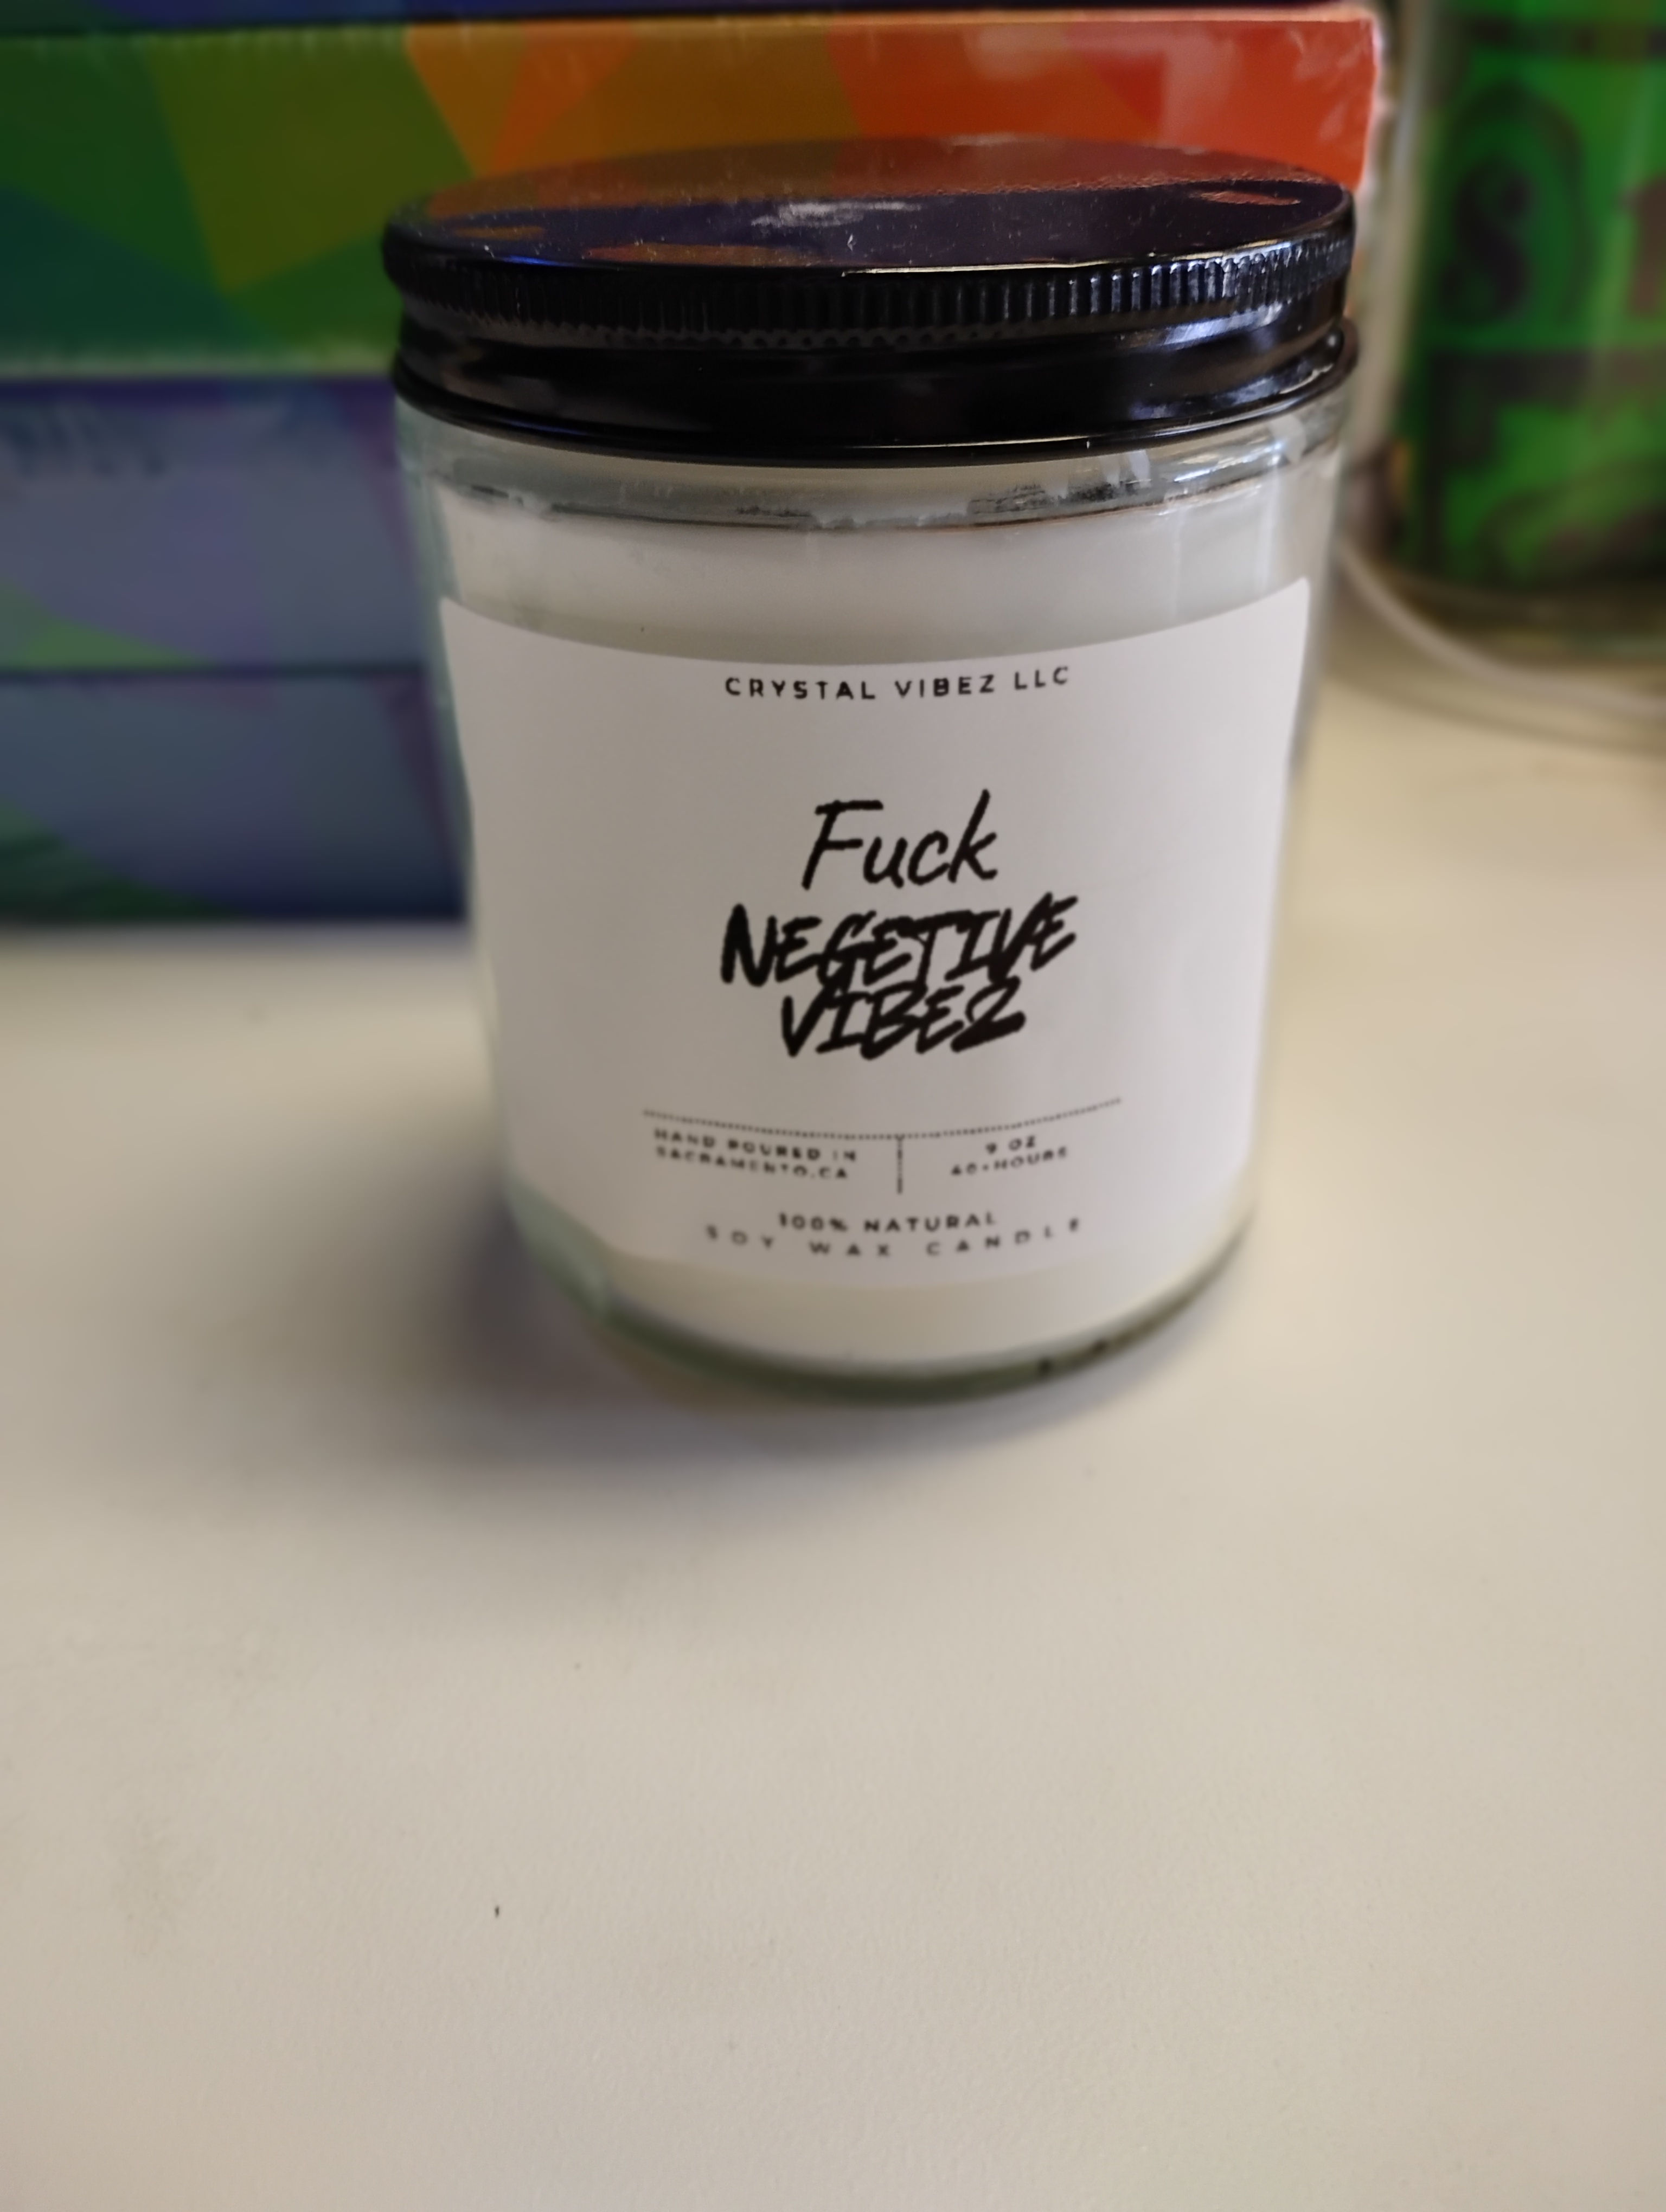 CRYSTAL VIBEZ LLC
Fuck
NEGETIVE
VIBEZ
HAND POURED IN
SACRAMENTO,CA
9 OZ
40+HOURS
100% NATURAL
SOY WAX CANDLE